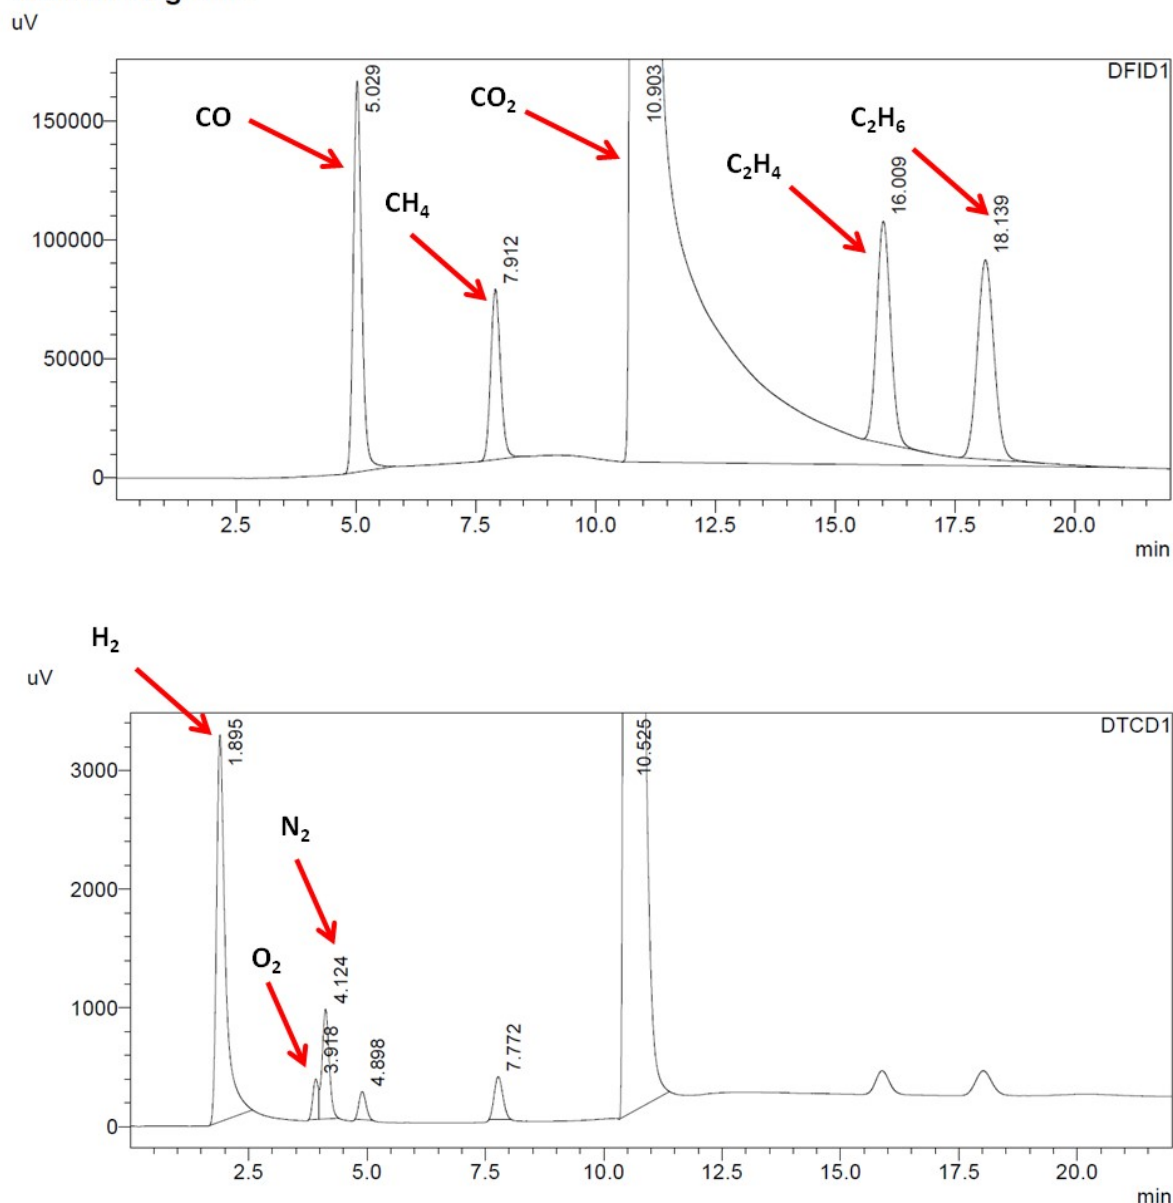 uV
DFID1
CO
5.029
CO₂
10.903
C₂H₆
150000
C₂H₄
16.009
18.139
CH₄
7.912
100000
50000
0
2.5 5.0 7.5 10.0 12.5 15.0 17.5 20.0
min
H₂
uV
DTCD1
1.895
10.525
3000
N₂
2000
O₂
4.124
3.918
4.898
7.772
1000
0
2.5 5.0 7.5 10.0 12.5 15.0 17.5 20.0
min